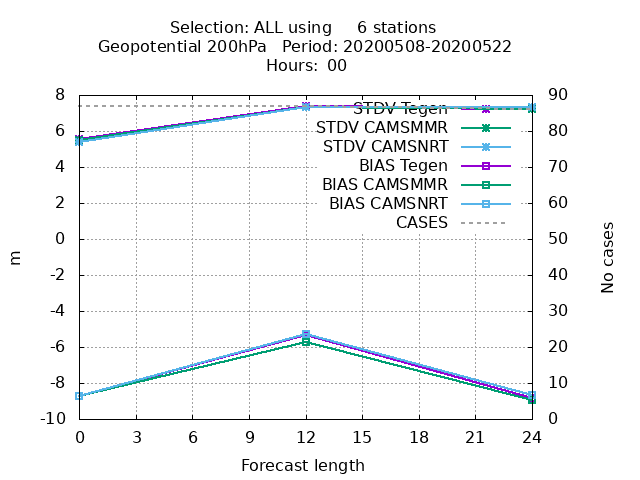 Selection: ALL using 6 stations
Geopotential 200hPa Period: 20200508-20200522
Hours: 00
8 90
STDV Tegen
STDV CAMSMMR
6 80
STDV CAMSNRT
4 BIAS Tegen 70
BIAS CAMSMMR
2 BIAS CAMSNRT 60
CASES
0 50
m
No cases
-2 40
-4 30
-6 20
-8 10
-10 0
0 3 6 9 12 15 18 21 24
Forecast length